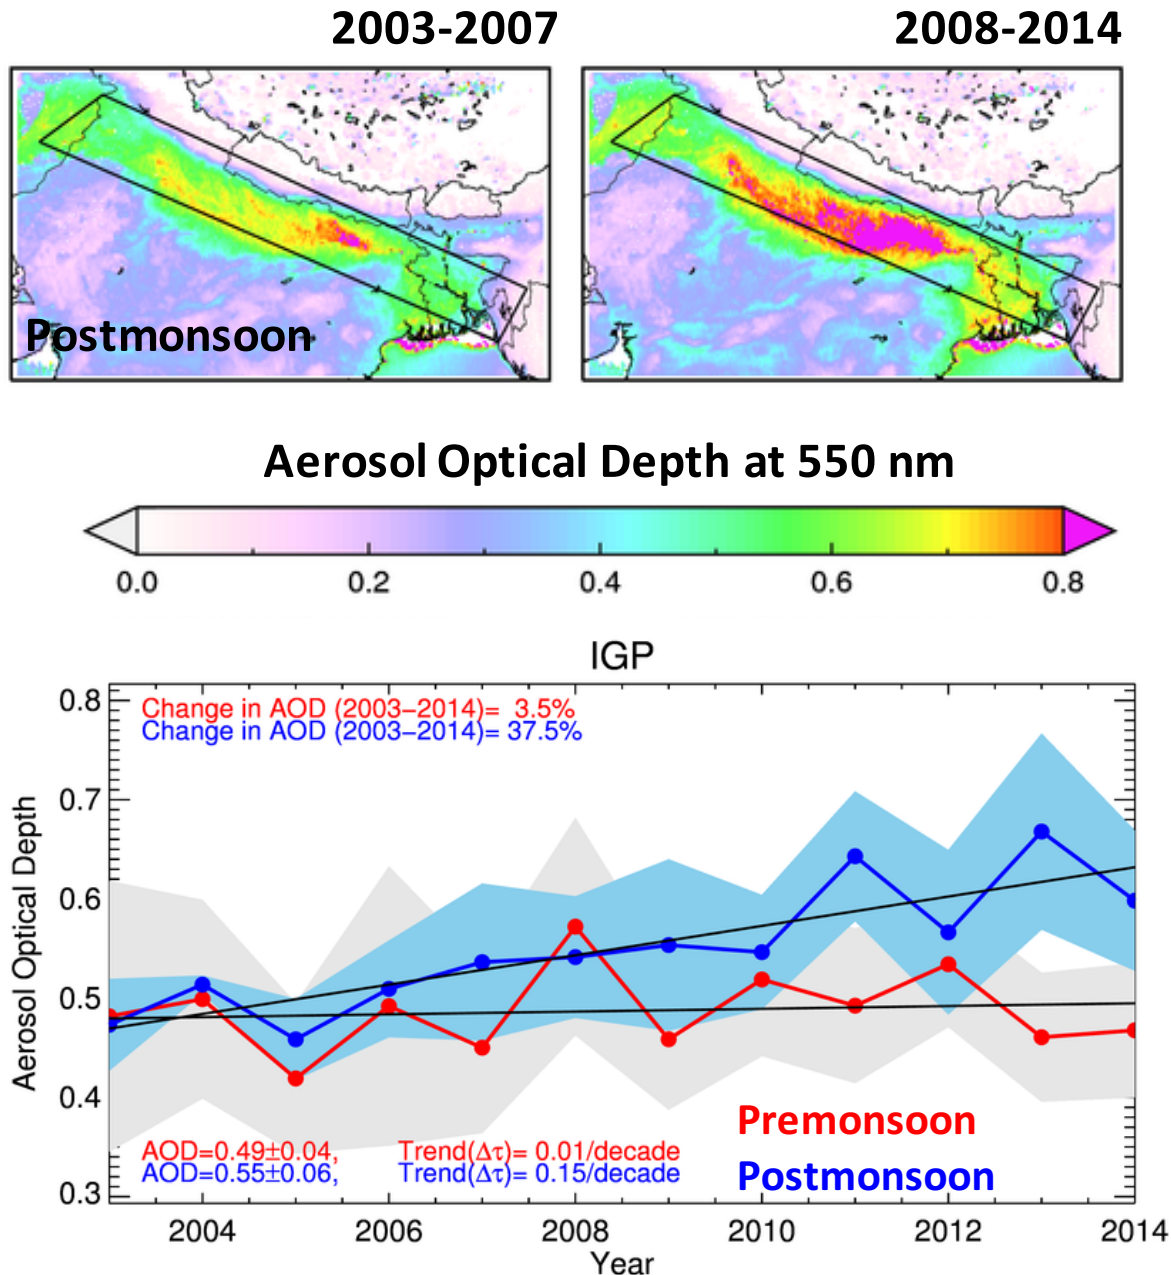 2003-2007
2008-2014
Postmonsoon
Aerosol Optical Depth at 550 nm
0.0 0.2 0.4 0.6 0.8
IGP
Change in AOD (2003−2014)= 3.5%
Change in AOD (2003−2014)= 37.5%
Aerosol Optical Depth
0.8
0.7
0.6
0.5
0.4
0.3
Premonsoon
Postmonsoon
AOD=0.49±0.04, Trend(Δτ)= 0.01/decade
AOD=0.55±0.06, Trend(Δτ)= 0.15/decade
2004 2006 2008 2010 2012 2014
Year